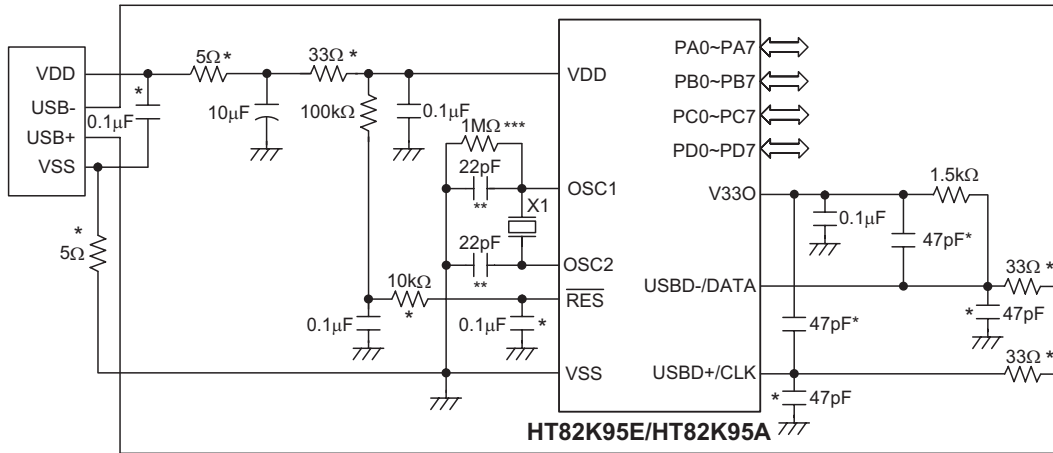 VDD
USB-
USB+
VSS
*
0.1μF
5Ω*
10μF
33Ω *
100kΩ
0.1μF
*
5Ω
1MΩ ***
22pF
**
X1
22pF
**
10kΩ
*
0.1μF
0.1μF
*
VDD
OSC1
OSC2
RES
VSS
PA0~PA7
PB0~PB7
PC0~PC7
PD0~PD7
V33O
USBD-/DATA
USBD+/CLK
0.1μF
1.5kΩ
47pF*
33Ω *
*
47pF
47pF*
33Ω *
*
47pF
HT82K95E/HT82K95A